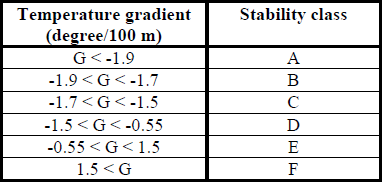 Temperature gradient Stability class
(degree/100 m)
G < -1.9 A
-1.9 < G < -1.7 B
-1.7 < G < -1.5 C
-1.5 < G < -0.55 D
-0.55 < G < 1.5 E
1.5 < G F